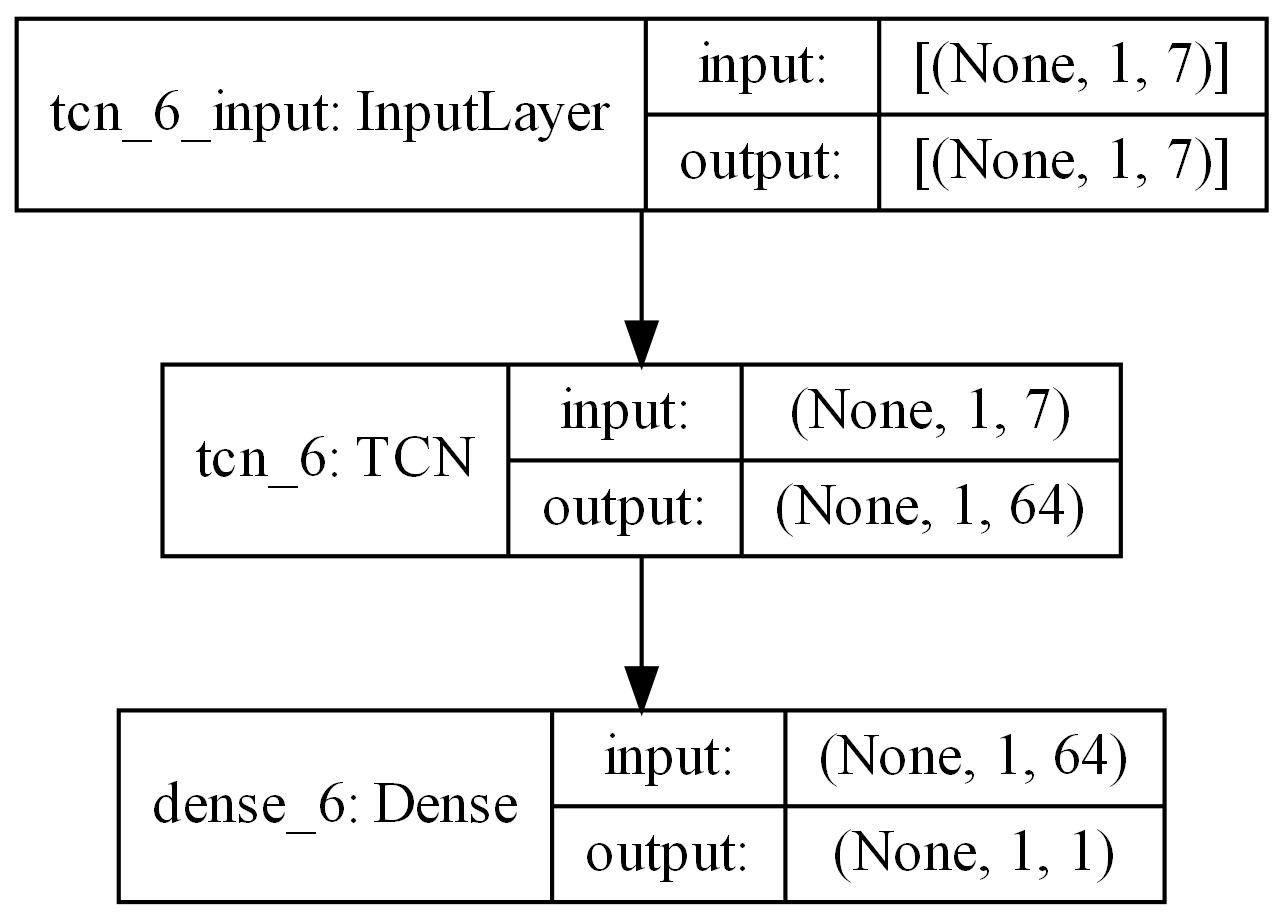 tcn_6_input: InputLayer
input:
[(None, 1, 7)]
output:
[(None, 1, 7)]
tcn_6: TCN
input:
(None, 1, 7)
output:
(None, 1, 64)
dense_6: Dense
input:
(None, 1, 64)
output:
(None, 1, 1)